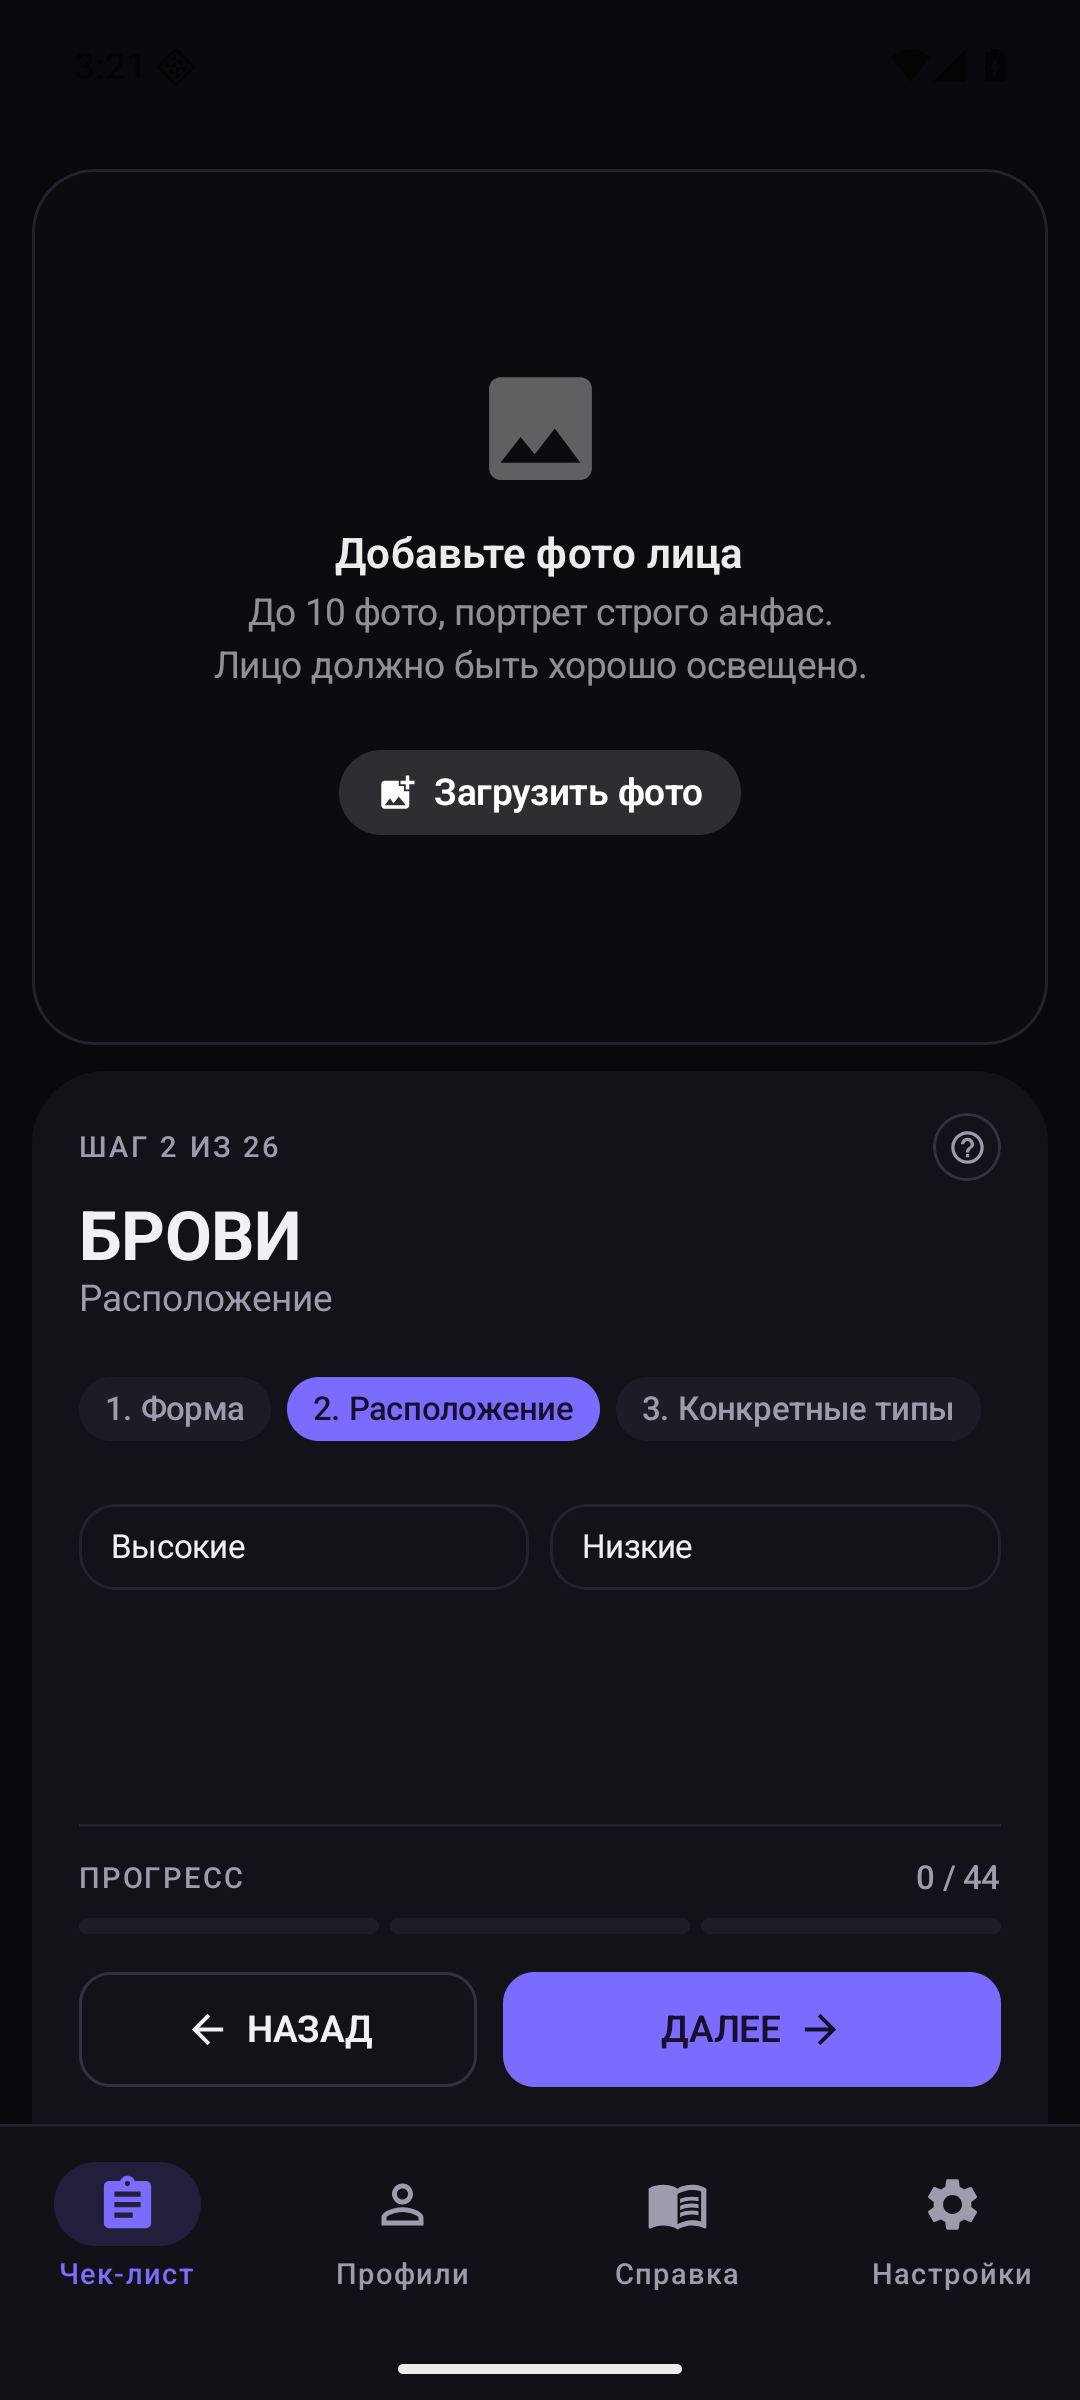 3:21
Добавьте фото лица
До 10 фото, портрет строго анфас.
Лицо должно быть хорошо освещено.
Загрузить фото
ШАГ 2 ИЗ 26
БРОВИ
Расположение
1. Форма
2. Расположение
3. Конкретные типы
Высокие
Низкие
ПРОГРЕСС
0 / 44
НАЗАД
ДАЛЕЕ
Чек-лист
Профили
Справка
Настройки